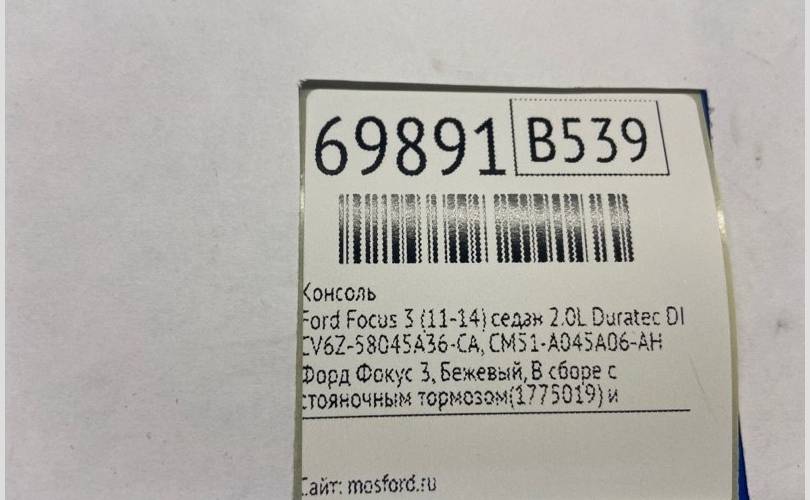 69891 B539
Консоль
Ford Focus 3 (11-14) седан 2.0L Duratec DI
CV6Z-58045A36-CA, CM51-A045A06-AH
Форд Фокус 3, Бежевый, В сборе с
стояночным тормозом(1775019) и
Сайт: mosford.ru